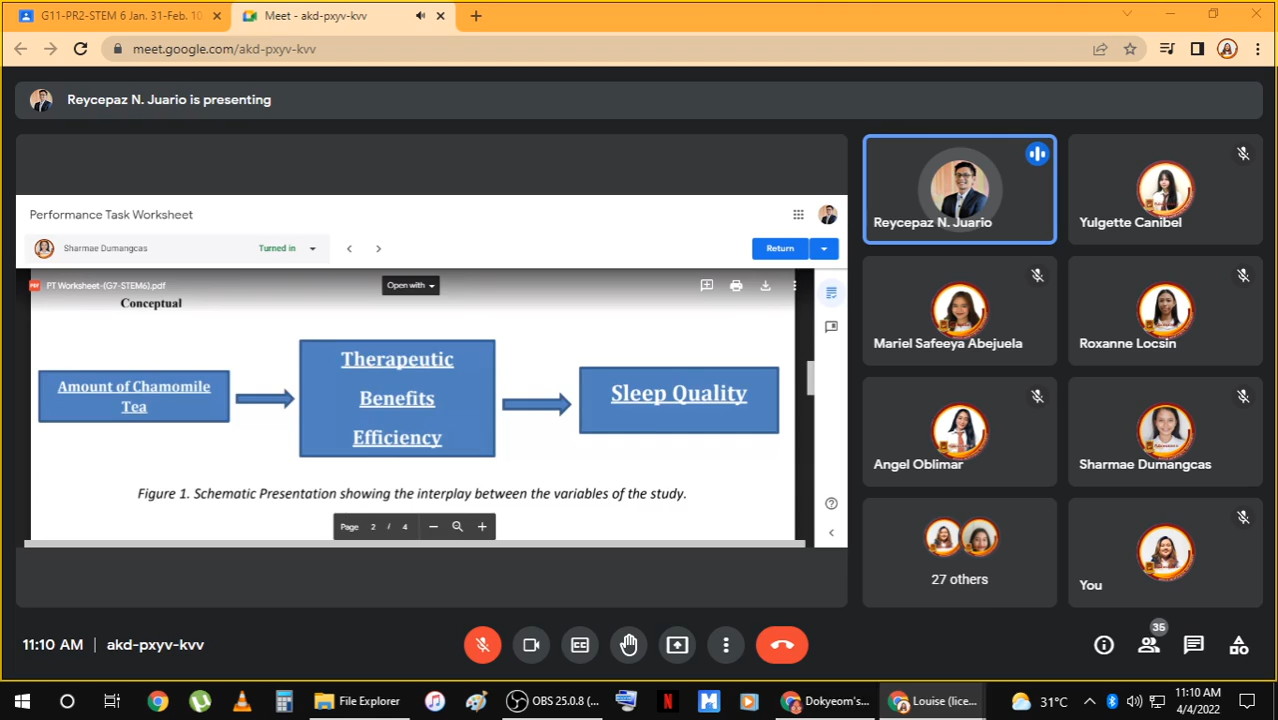 G11-PR2-STEM 6 Jan. 31-Feb. 10
Meet - akd-pxyv-kvv
meet.google.com/akd-pxyv-kvv
Reycepaz N. Juario is presenting
Performance Task Worksheet
Sharmae Dumangcas
Turned in
Return
PDF
PT Worksheet-(G7-STEM6).pdf
Open with
Conceptual
Amount of Chamomile
Tea
Therapeutic
Benefits
Efficiency
Sleep Quality
Figure 1. Schematic Presentation showing the interplay between the variables of the study.
Page 2 / 4
Reycepaz N. Juario
Yulgette Canibel
Mariel Safeeya Abejuela
Roxanne Locsin
Angel Oblimar
Sharmae Dumangcas
27 others
You
11:10 AM | akd-pxyv-kvv
CC
35
File Explorer
OBS 25.0.8 (...
Dokyeom's...
Louise (lice...
31°C
11:10 AM
4/4/2022